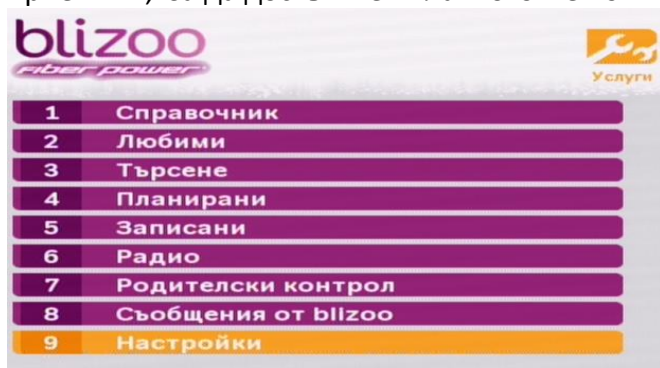 blizoo
Fiber power
Услуги
1 Справочник
2 Любими
3 Търсене
4 Планирани
5 Записани
6 Радио
7 Родителски контрол
8 Съобщения от blizoo
9 Настройки